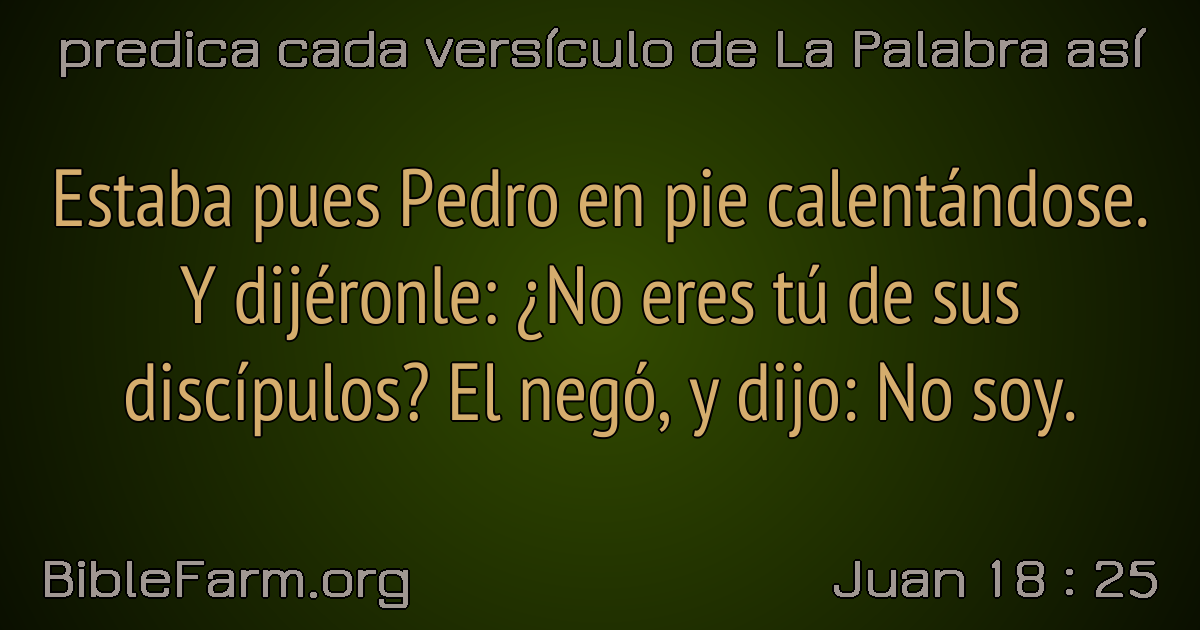 predica cada versículo de La Palabra así
Estaba pues Pedro en pie calentándose.
Y dijéronle: ¿No eres tú de sus
discípulos? El negó, y dijo: No soy.
BibleFarm.org
Juan 18 : 25